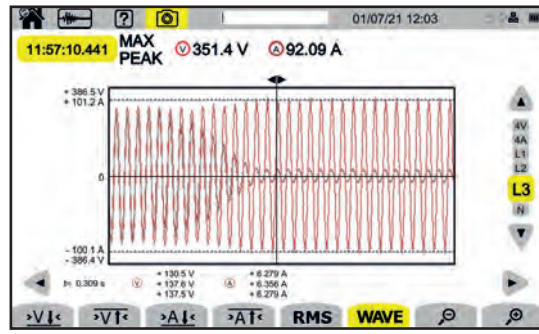 01/07/21 12:03
11:57:10.441
MAX
PEAK
V 351.4 V
A 92.09 A
+ 386.5 V
+ 101.2 A
0
- 100.1 A
- 386.4 V
4V
4A
L1
L2
L3
N
0.309 s
V
+ 130.5 V
+ 137.6 V
+ 137.5 V
A
+ 6.279 A
+ 6.356 A
+ 6.279 A
>V↓<
>V↑<
>A↓<
>A↑<
RMS
WAVE